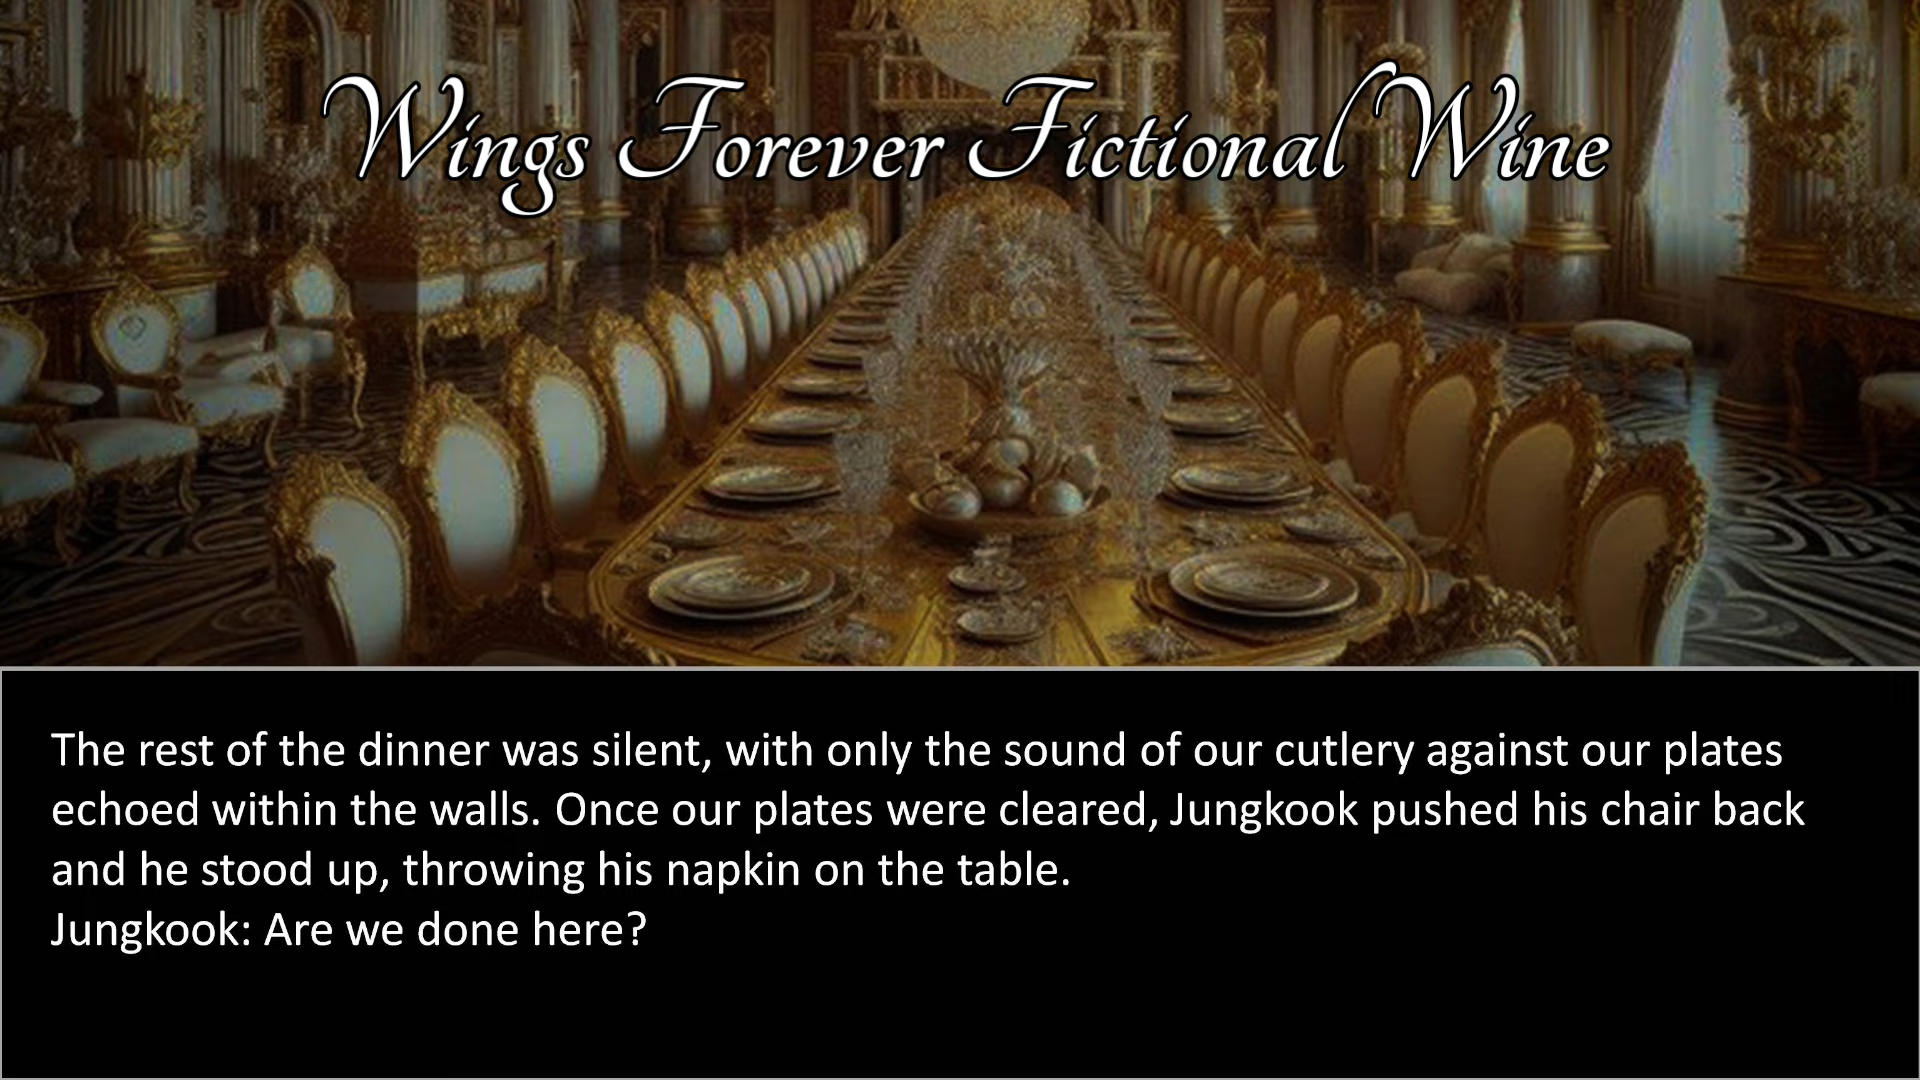 Wings Forever Fictional Wine
The rest of the dinner was silent, with only the sound of our cutlery against our plates
echoed within the walls. Once our plates were cleared, Jungkook pushed his chair back
and he stood up, throwing his napkin on the table.
Jungkook: Are we done here?